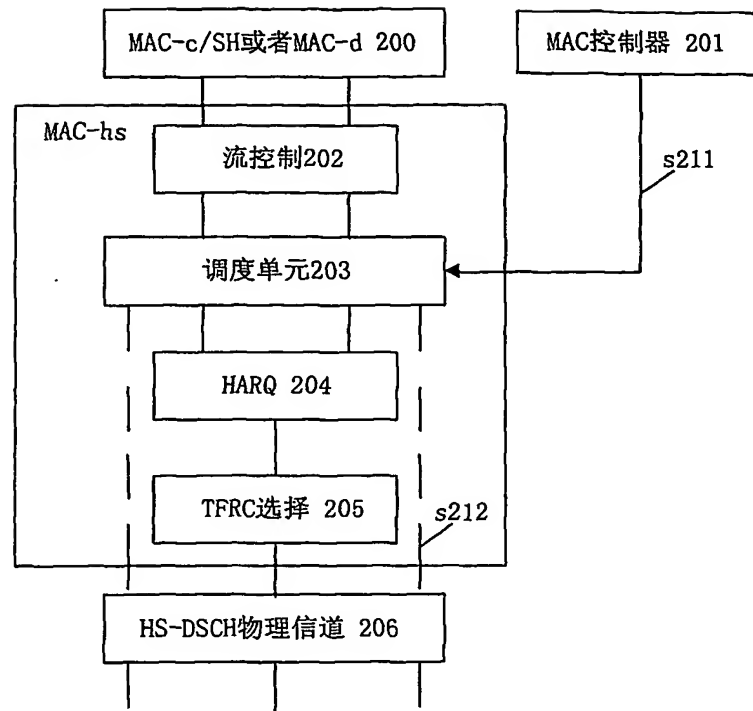 MAC-c/SH或者MAC-d 200
MAC控制器 201
MAC-hs
流控制202
s211
调度单元203
HARQ 204
TFRC选择 205
s212
HS-DSCH物理信道 206